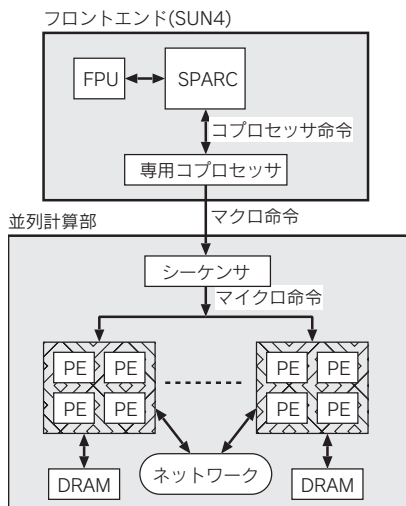 フロントエンド(SUN4)
FPU
SPARC
コプロセッサ命令
専用コプロセッサ
マクロ命令
並列計算部
シーケンサ
マイクロ命令
PE PE
PE PE
PE PE
PE PE
ネットワーク
DRAM
DRAM